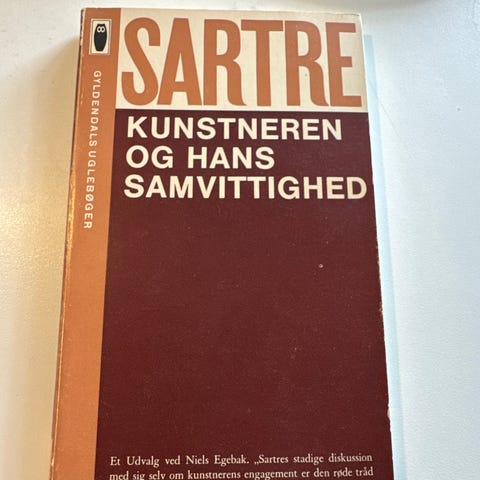 SARTRE
KUNSTNEREN
OG HANS
SAMVITTIGHED
GYLDENDALS UGLEBØGER
Et Udvalg ved Niels Egebak. „Sartres stadige diskussion
med sig selv om kunstnerens engagement er den røde tråd